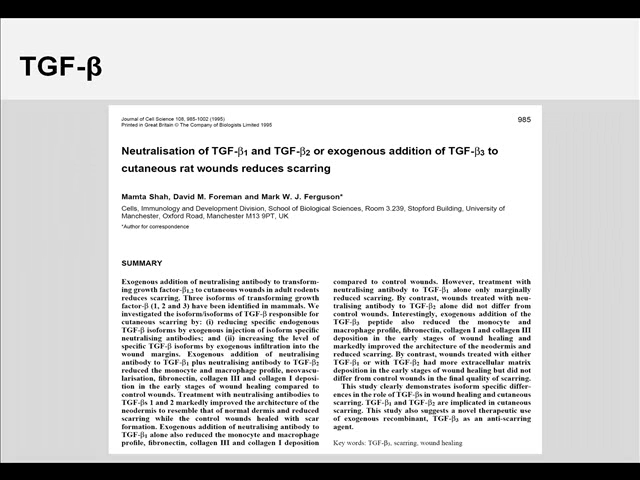 TGF-β
Journal of Cell Science 108, 985-1002 (1995)
Printed in Great Britain © The Company of Biologists Limited 1995
985
Neutralisation of TGF-β1 and TGF-β2 or exogenous addition of TGF-β3 to
cutaneous rat wounds reduces scarring
Mamta Shah, David M. Foreman and Mark W. J. Ferguson*
Cells, Immunology and Development Division, School of Biological Sciences, Room 3.239, Stopford Building, University of
Manchester, Oxford Road, Manchester M13 9PT, UK
*Author for correspondence
SUMMARY
Exogenous addition of neutralising antibody to transform-
ing growth factor-β1,2 to cutaneous wounds in adult rodents
reduces scarring. Three isoforms of transforming growth
factor-β (1, 2 and 3) have been identified in mammals. We
investigated the isoform/isoforms of TGF-β responsible for
cutaneous scarring by: (i) reducing specific endogenous
TGF-β isoforms by exogenous injection of isoform specific
neutralising antibodies; and (ii) increasing the level of
specific TGF-β isoforms by exogenous infiltration into the
wound margins. Exogenous addition of neutralising
antibody to TGF-β1 plus neutralising antibody to TGF-β2
reduced the monocyte and macrophage profile, neovascu-
larisation, fibronectin, collagen III and collagen I deposi-
tion in the early stages of wound healing compared to
control wounds. Treatment with neutralising antibodies to
TGF-βs 1 and 2 markedly improved the architecture of the
neodermis to resemble that of normal dermis and reduced
scarring while the control wounds healed with scar
formation. Exogenous addition of neutralising antibody to
TGF-β1 alone also reduced the monocyte and macrophage
profile, fibronectin, collagen III and collagen I deposition
compared to control wounds. However, treatment with
neutralising antibody to TGF-β1 alone only marginally
reduced scarring. By contrast, wounds treated with neu-
tralising antibody to TGF-β2 alone did not differ from
control wounds. Interestingly, exogenous addition of the
TGF-β3 peptide also reduced the monocyte and
macrophage profile, fibronectin, collagen I and collagen III
deposition in the early stages of wound healing and
markedly improved the architecture of the neodermis and
reduced scarring. By contrast, wounds treated with either
TGF-β1 or with TGF-β2 had more extracellular matrix
deposition in the early stages of wound healing but did not
differ from control wounds in the final quality of scarring.
This study clearly demonstrates isoform specific differ-
ences in the role of TGF-βs in wound healing and cutaneous
scarring. TGF-β1 and TGF-β2 are implicated in cutaneous
scarring. This study also suggests a novel therapeutic use
of exogenous recombinant, TGF-β3 as an anti-scarring
agent.
Key words: TGF-β3, scarring, wound healing